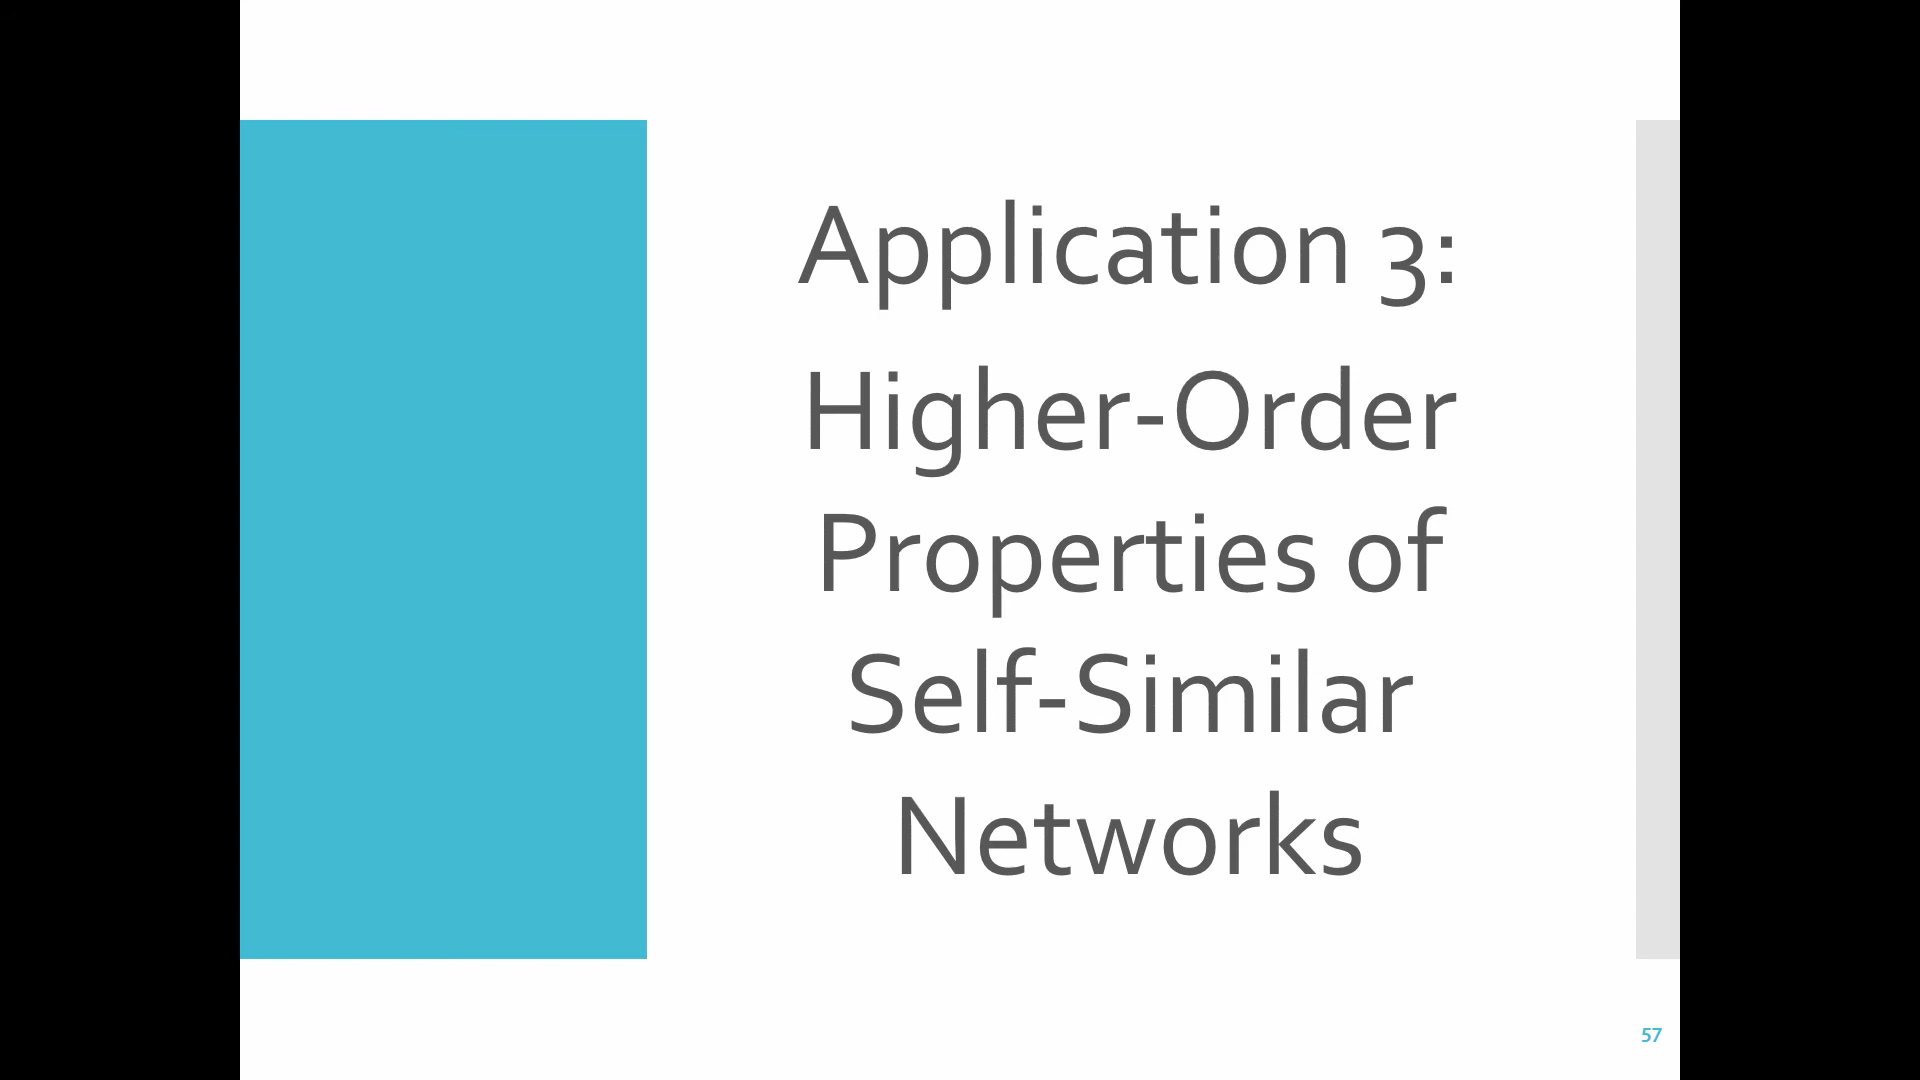 Application 3:
Higher-Order
Properties of
Self-Similar
Networks
57